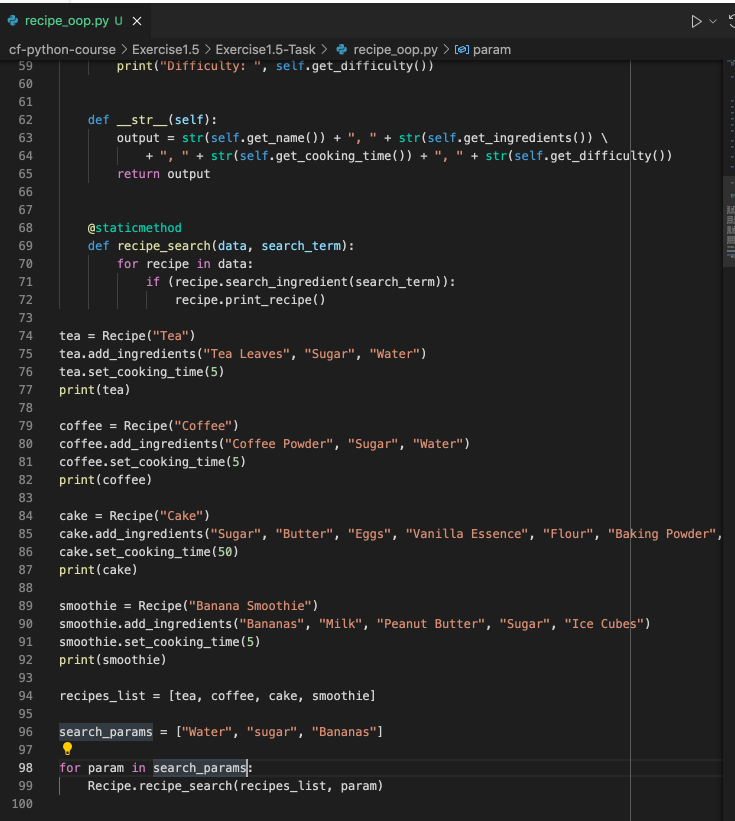 recipe_oop.py U
cf-python-course > Exercise1.5 > Exercise1.5-Task > recipe_oop.py > param
59 print("Difficulty: ", self.get_difficulty())
60
61
62 def __str__(self):
63 output = str(self.get_name()) + ", " + str(self.get_ingredients()) \
64 + ", " + str(self.get_cooking_time()) + ", " + str(self.get_difficulty())
65 return output
66
67
68 @staticmethod
69 def recipe_search(data, search_term):
70 for recipe in data:
71 if (recipe.search_ingredient(search_term)):
72 recipe.print_recipe()
73
74 tea = Recipe("Tea")
75 tea.add_ingredients("Tea Leaves", "Sugar", "Water")
76 tea.set_cooking_time(5)
77 print(tea)
78
79 coffee = Recipe("Coffee")
80 coffee.add_ingredients("Coffee Powder", "Sugar", "Water")
81 coffee.set_cooking_time(5)
82 print(coffee)
83
84 cake = Recipe("Cake")
85 cake.add_ingredients("Sugar", "Butter", "Eggs", "Vanilla Essence", "Flour", "Baking Powder",
86 cake.set_cooking_time(50)
87 print(cake)
88
89 smoothie = Recipe("Banana Smoothie")
90 smoothie.add_ingredients("Bananas", "Milk", "Peanut Butter", "Sugar", "Ice Cubes")
91 smoothie.set_cooking_time(5)
92 print(smoothie)
93
94 recipes_list = [tea, coffee, cake, smoothie]
95
96 search_params = ["Water", "sugar", "Bananas"]
97
98 for param in search_params:
99 Recipe.recipe_search(recipes_list, param)
100